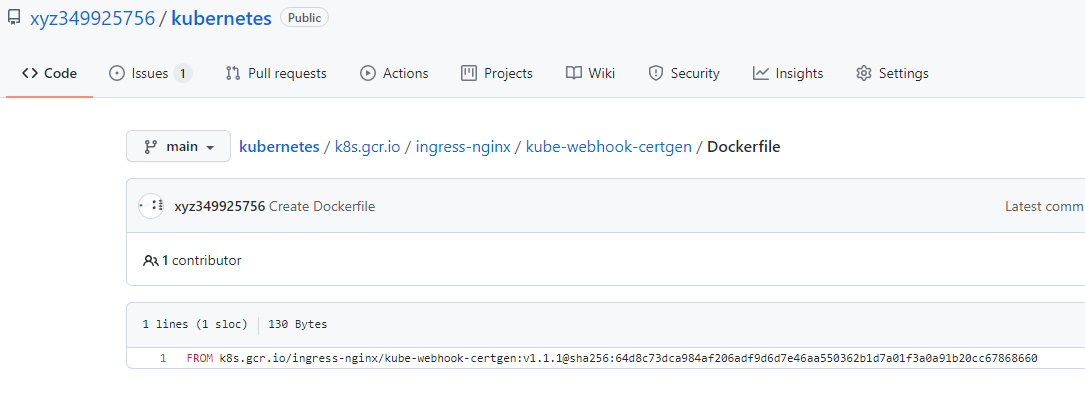 xyz349925756 / kubernetes Public
Code Issues 1 Pull requests Actions Projects Wiki Security Insights Settings
main kubernetes / k8s.gcr.io / ingress-nginx / kube-webhook-certgen / Dockerfile
xyz349925756 Create Dockerfile Latest comm
1 contributor
1 lines (1 sloc) 130 Bytes
1 FROM k8s.gcr.io/ingress-nginx/kube-webhook-certgen:v1.1.1@sha256:64d8c73dca984af206adf9d6d7e46aa550362b1d7a01f3a0a91b20cc67868660